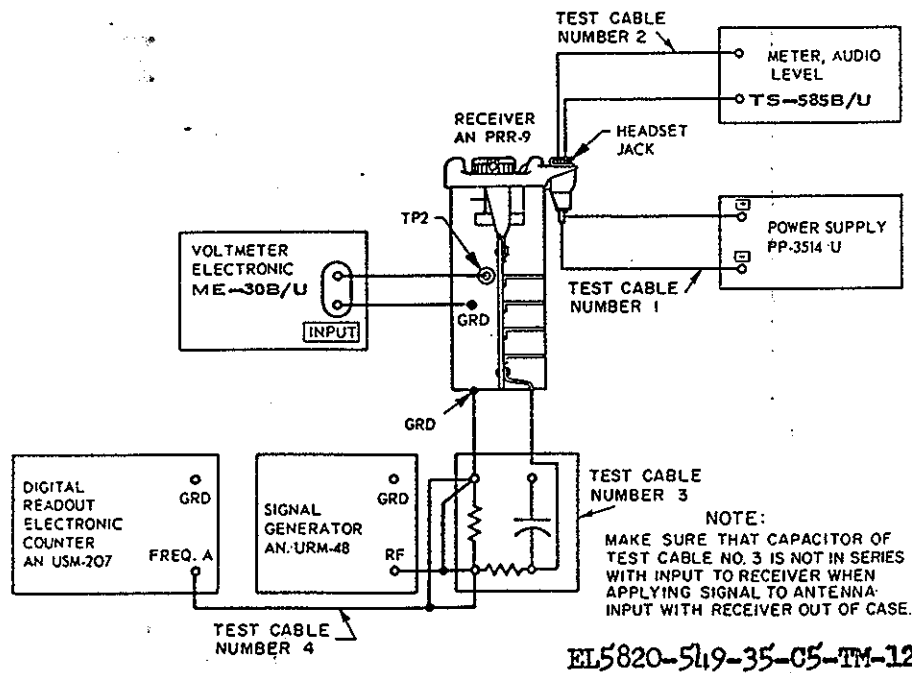 TEST CABLE
NUMBER 2
METER, AUDIO
LEVEL
TS-585B/U
RECEIVER
AN PRR-9
HEADSET
JACK
TP2
+
POWER SUPPLY
PP-3514 U
-
VOLTMETER
ELECTRONIC
ME-30B/U
INPUT
GRD
TEST CABLE
NUMBER 1
GRD
DIGITAL
READOUT
ELECTRONIC
COUNTER
AN USM-207
GRD
FREQ. A
SIGNAL
GENERATOR
AN. URM-48
GRD
RF
TEST CABLE
NUMBER 3
NOTE:
MAKE SURE THAT CAPACITOR OF
TEST CABLE NO. 3 IS NOT IN SERIES
WITH INPUT TO RECEIVER WHEN
APPLYING SIGNAL TO ANTENNA
INPUT WITH RECEIVER OUT OF CASE.
TEST CABLE
NUMBER 4
EL5820-549-35-C5-TM-12